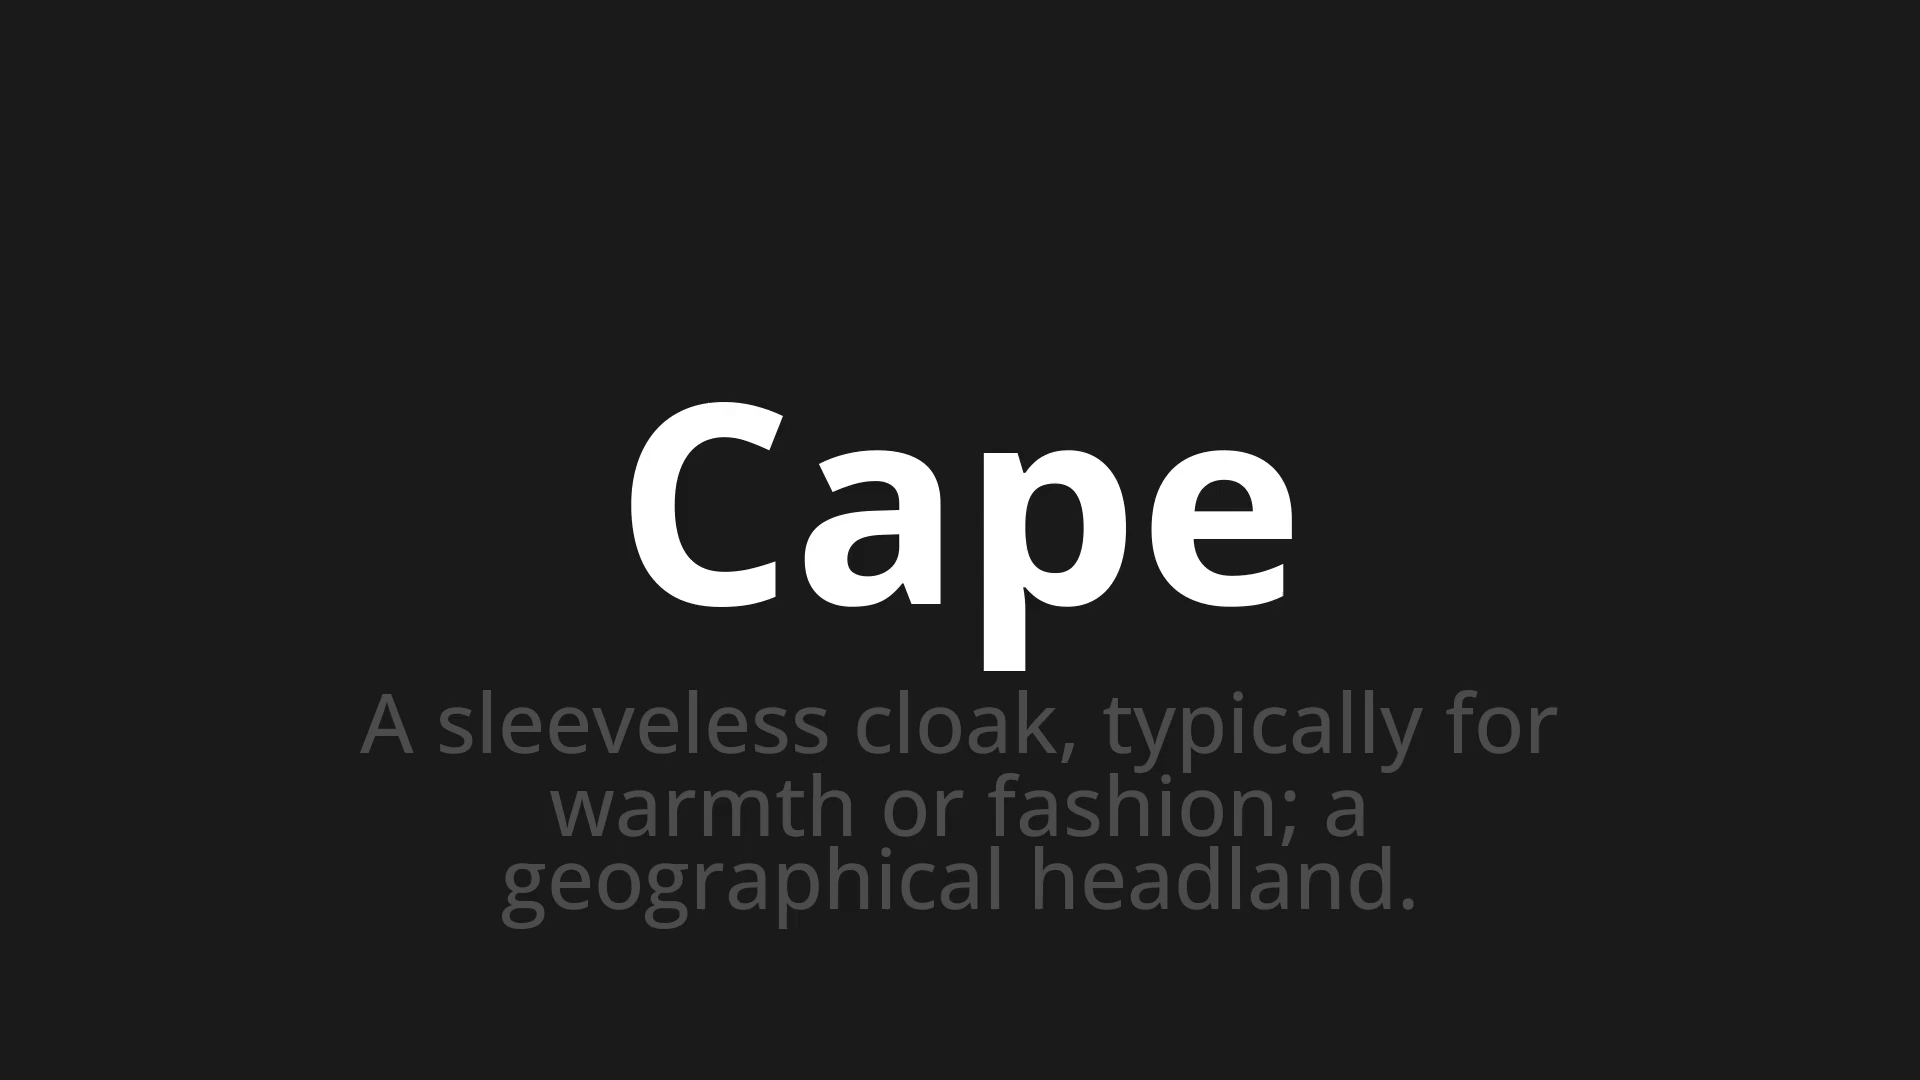 Cape
A sleeveless cloak, typically for
warmth or fashion; a
geographical headland.